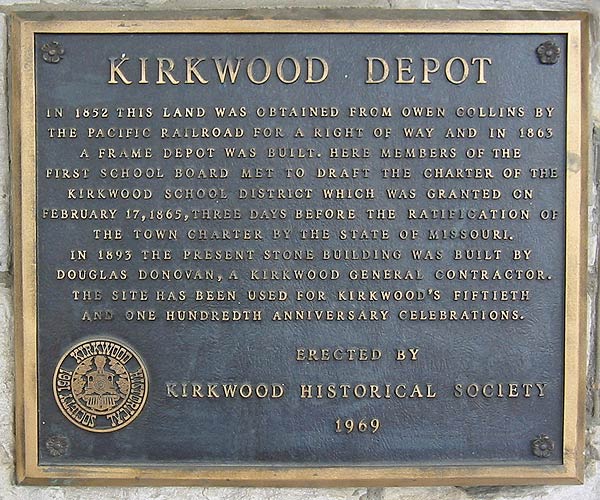 KIRKWOOD DEPOT
IN 1852 THIS LAND WAS OBTAINED FROM OWEN COLLINS BY
THE PACIFIC RAILROAD FOR A RIGHT OF WAY AND IN 1863
A FRAME DEPOT WAS BUILT. HERE MEMBERS OF THE
FIRST SCHOOL BOARD MET TO DRAFT THE CHARTER OF THE
KIRKWOOD SCHOOL DISTRICT WHICH WAS GRANTED ON
FEBRUARY 17, 1865, THREE DAYS BEFORE THE RATIFICATION OF
THE TOWN CHARTER BY THE STATE OF MISSOURI.
IN 1893 THE PRESENT STONE BUILDING WAS BUILT BY
DOUGLAS DONOVAN, A KIRKWOOD GENERAL CONTRACTOR.
THE SITE HAS BEEN USED FOR KIRKWOOD'S FIFTIETH
AND ONE HUNDREDTH ANNIVERSARY CELEBRATIONS.
ERECTED BY
KIRKWOOD HISTORICAL SOCIETY
1969
KIRKWOOD HISTORICAL SOCIETY 1961